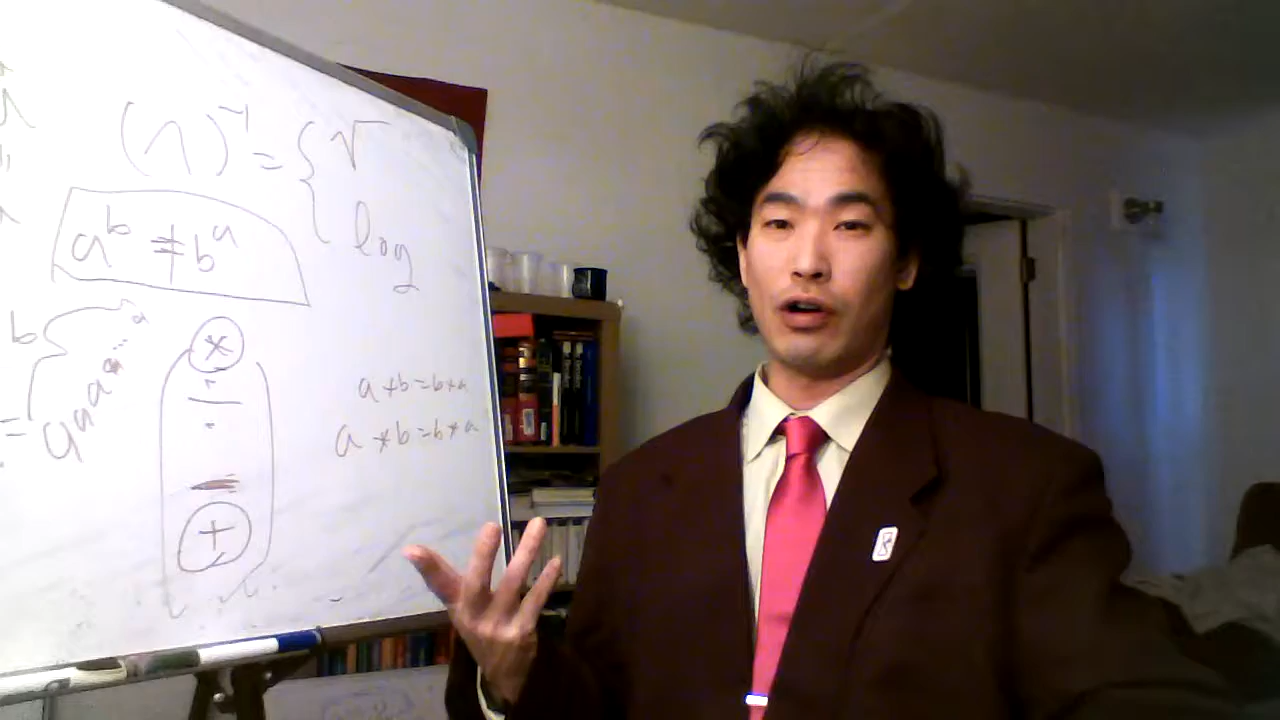 (^)⁻¹ = { √
log
a^b ≠ b^a
b
= a^a^a^...^a
*
÷
−
+
a+b=b+a
a*b=b*a